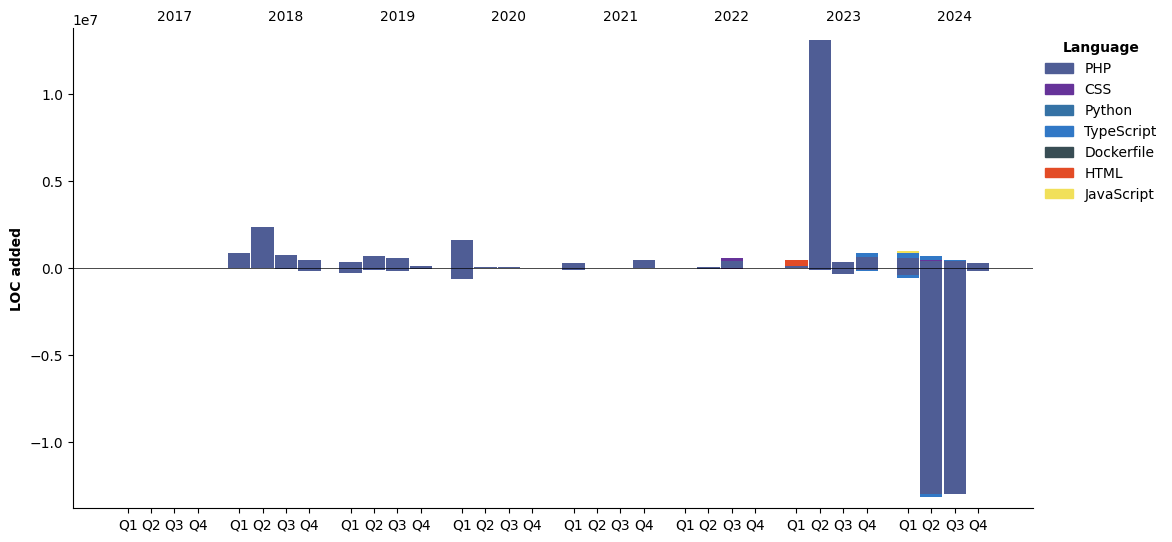 2017 2018 2019 2020 2021 2022 2023 2024
1e7
Language
PHP
CSS
Python
TypeScript
Dockerfile
HTML
JavaScript
1.0
0.5
0.0
−0.5
−1.0
LOC added
Q1 Q2 Q3 Q4 Q1 Q2 Q3 Q4 Q1 Q2 Q3 Q4 Q1 Q2 Q3 Q4 Q1 Q2 Q3 Q4 Q1 Q2 Q3 Q4 Q1 Q2 Q3 Q4 Q1 Q2 Q3 Q4